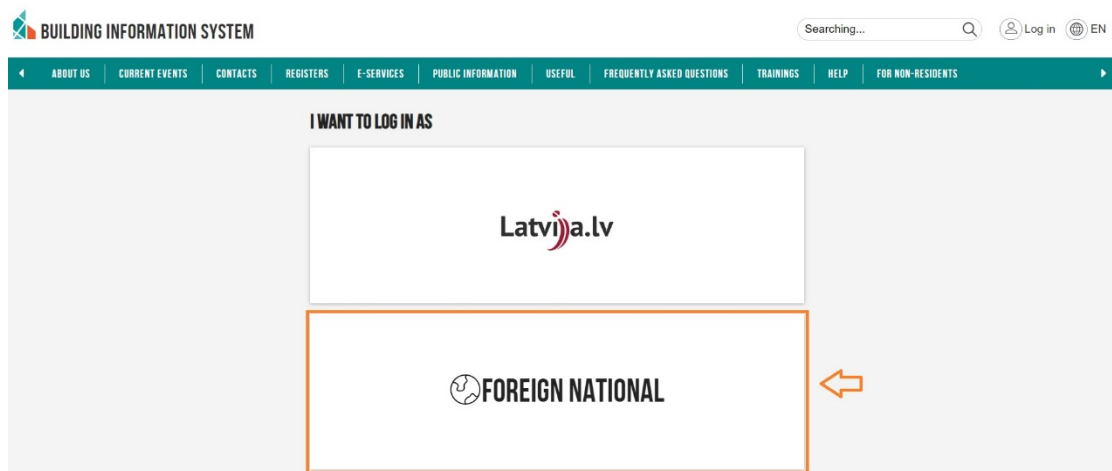 BUILDING INFORMATION SYSTEM
Searching...
Log in
EN
ABOUT US
CURRENT EVENTS
CONTACTS
REGISTERS
E-SERVICES
PUBLIC INFORMATION
USEFUL
FREQUENTLY ASKED QUESTIONS
TRAININGS
HELP
FOR NON-RESIDENTS
I WANT TO LOG IN AS
Latvija.lv
FOREIGN NATIONAL